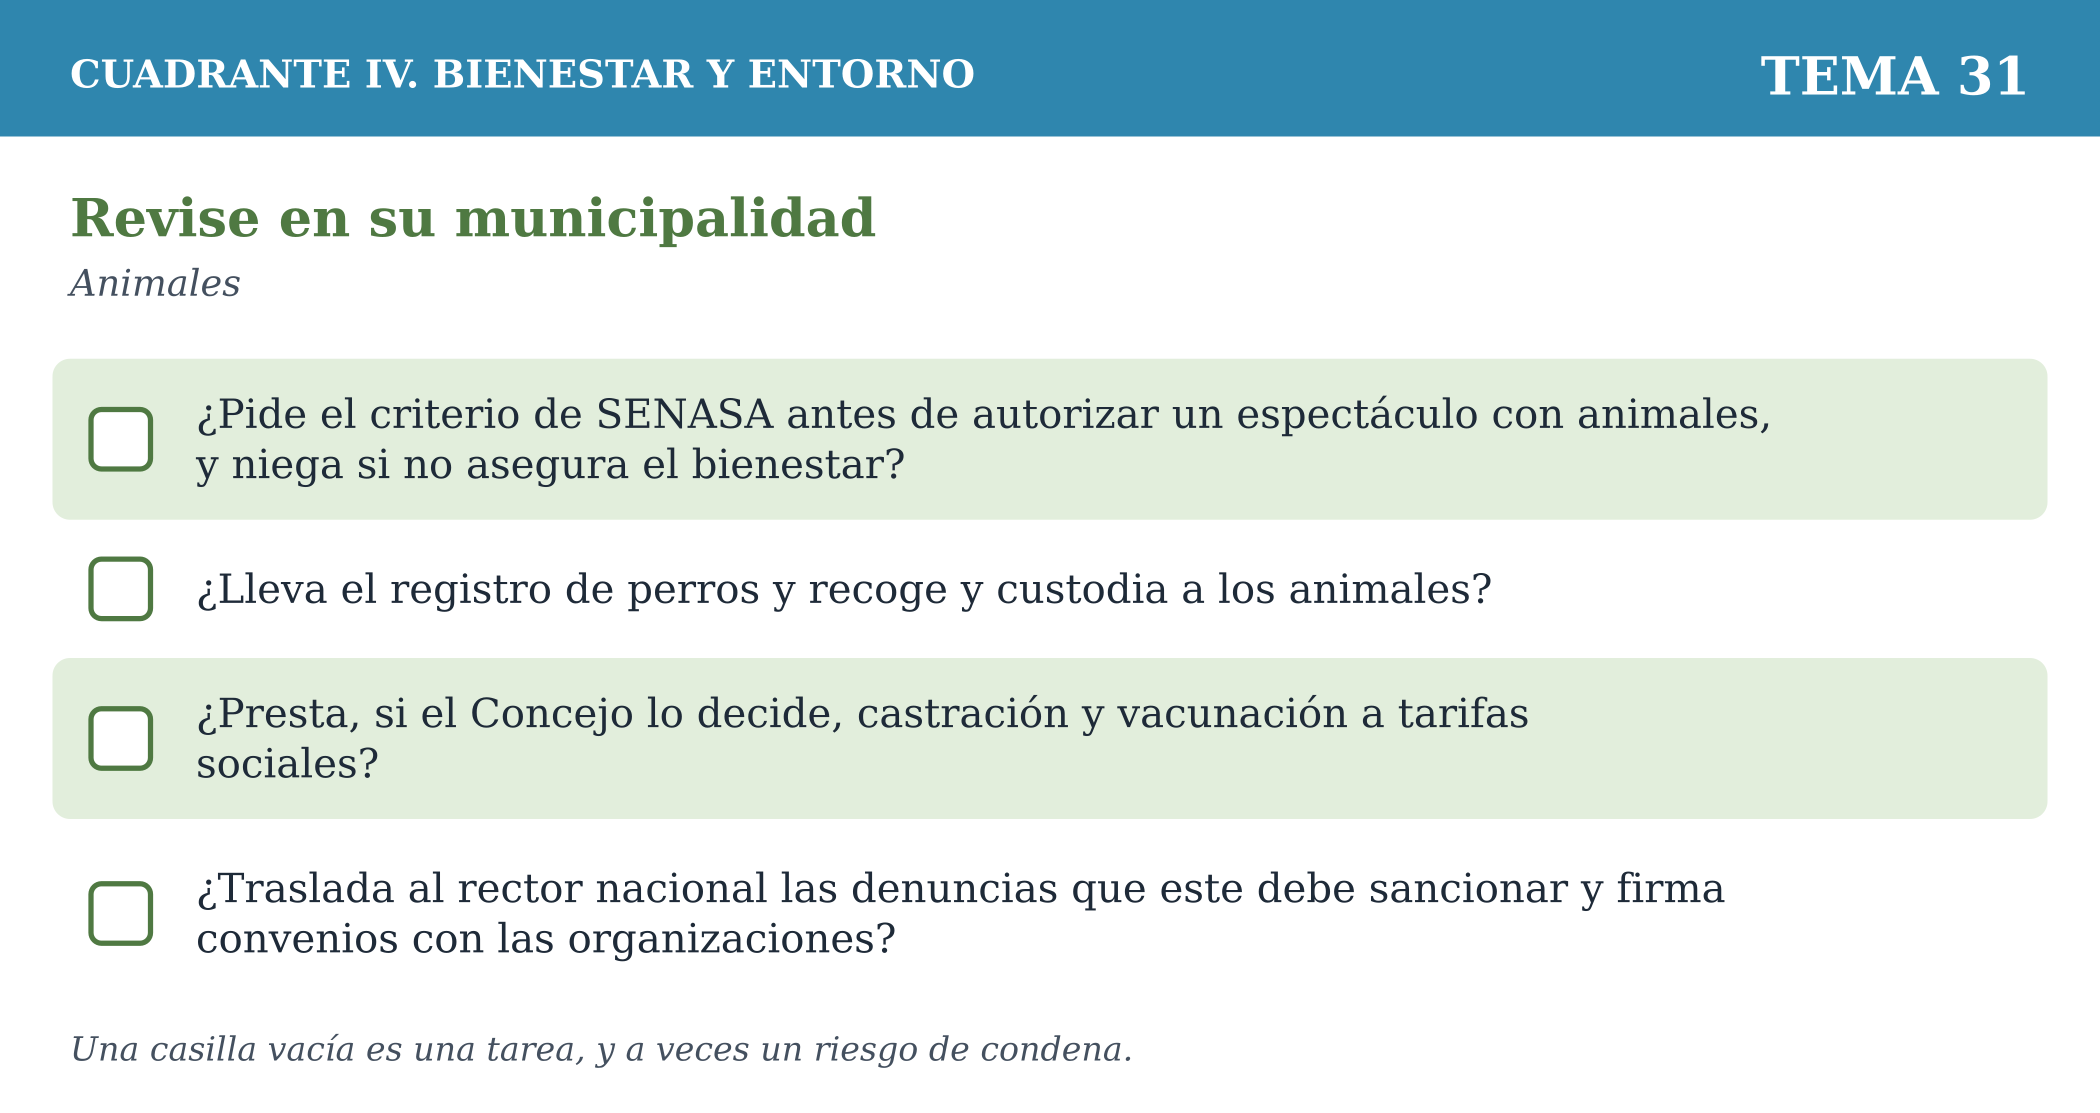 CUADRANTE IV. BIENESTAR Y ENTORNO
TEMA 31
Revise en su municipalidad
Animales
¿Pide el criterio de SENASA antes de autorizar un espectáculo con animales,
y niega si no asegura el bienestar?
¿Lleva el registro de perros y recoge y custodia a los animales?
¿Presta, si el Concejo lo decide, castración y vacunación a tarifas
sociales?
¿Traslada al rector nacional las denuncias que este debe sancionar y firma
convenios con las organizaciones?
Una casilla vacía es una tarea, y a veces un riesgo de condena.